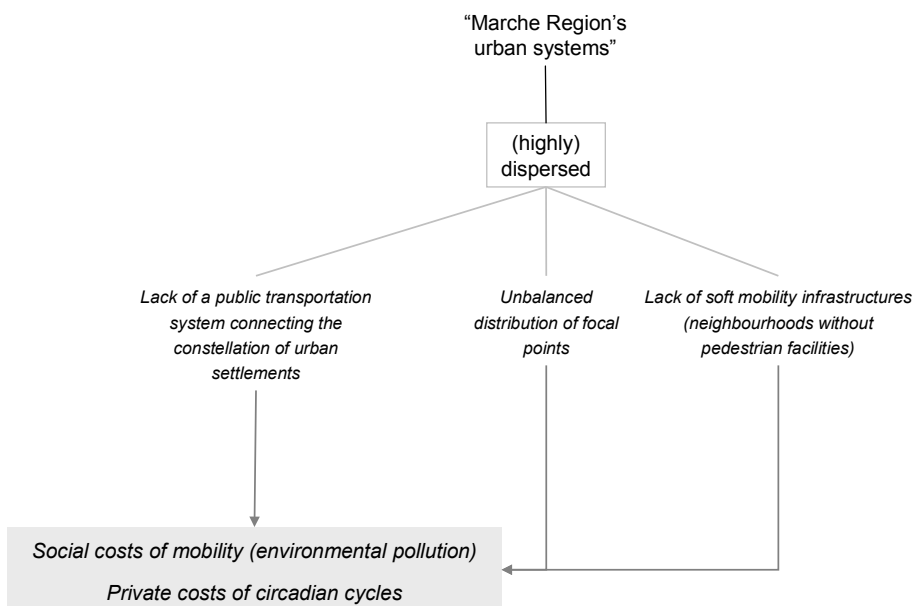 “Marche Region’s
urban systems”
(highly)
dispersed
Lack of a public transportation
system connecting the
constellation of urban
settlements
Unbalanced
distribution of focal
points
Lack of soft mobility infrastructures
(neighbourhoods without
pedestrian facilities)
Social costs of mobility (environmental pollution)
Private costs of circadian cycles